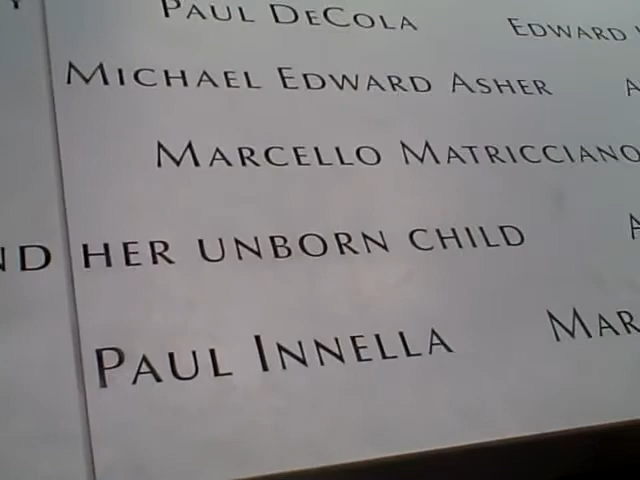 PAUL DECOLA EDWARD
MICHAEL EDWARD ASHER
MARCELLO MATRICCIANO
ND HER UNBORN CHILD
PAUL INNELLA MAR